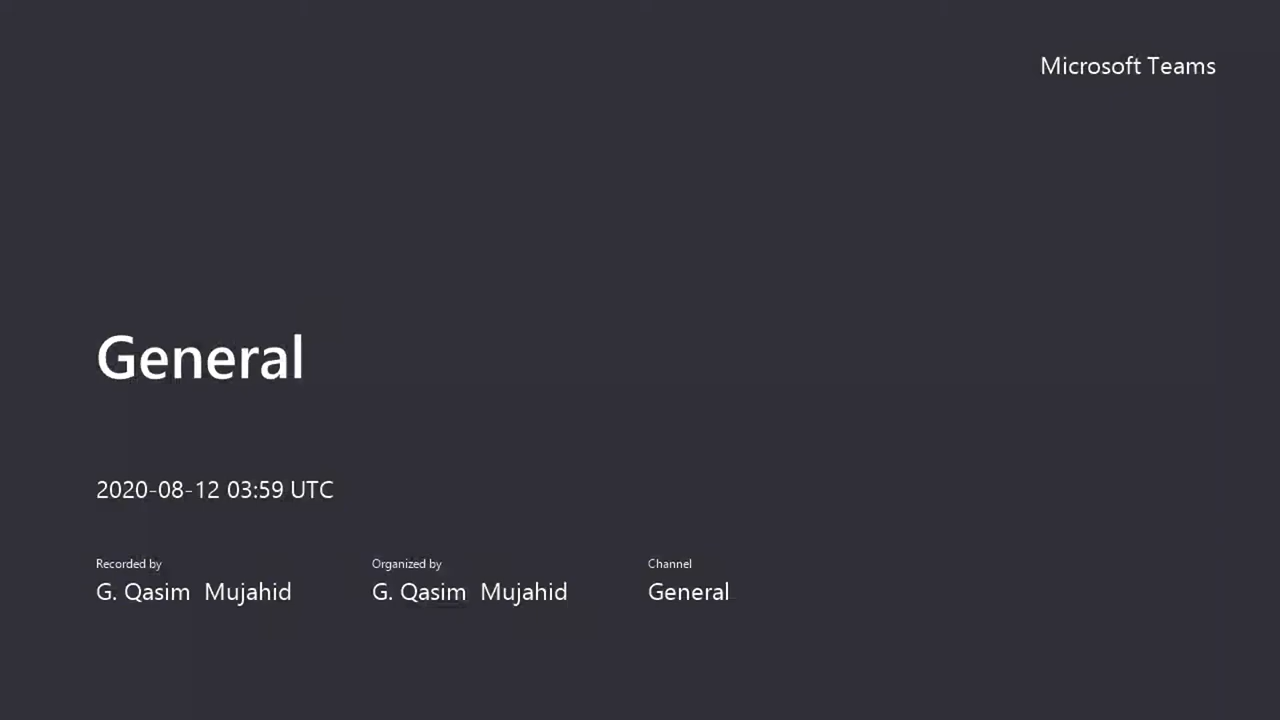 Microsoft Teams
General
2020-08-12 03:59 UTC
Recorded by
G. Qasim  Mujahid
Organized by
G. Qasim  Mujahid
Channel
General